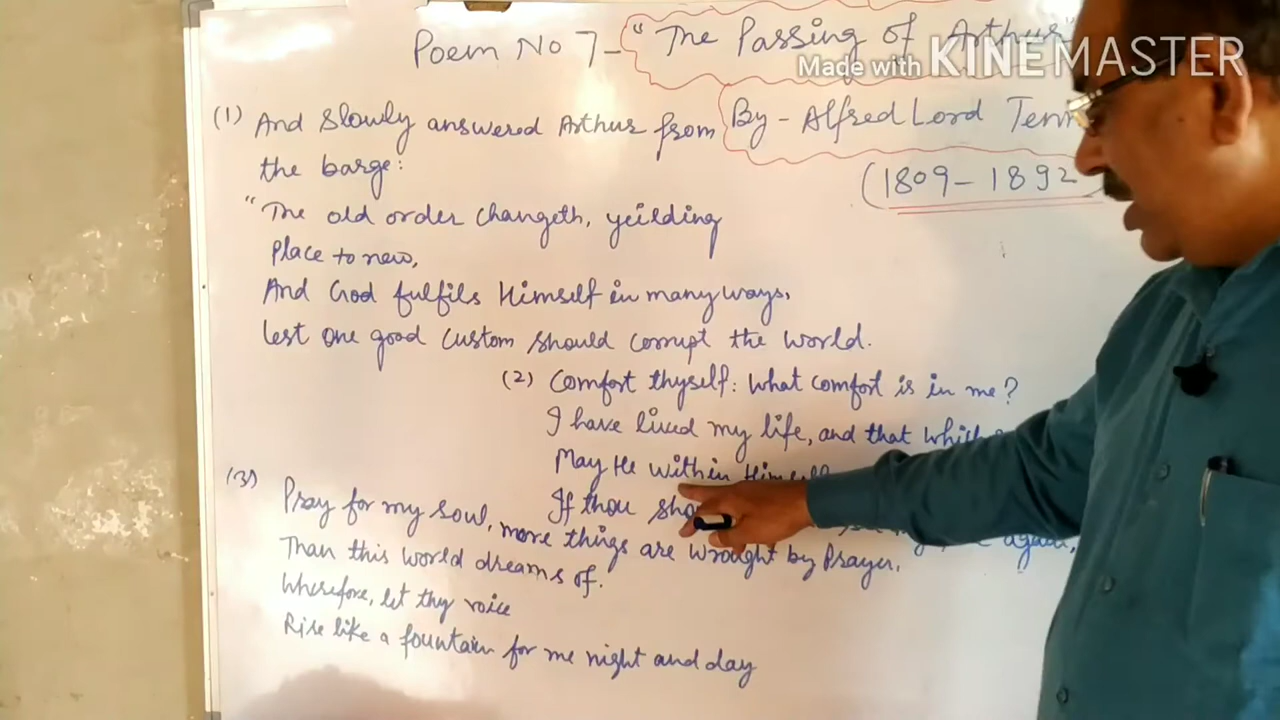 Poem No 7- "The Passing of Arthur"
Made with KINEMASTER
By - Alfred Lord
(1809-1892
(1) And slowly answered Arthur from
the barge:
"The old order changeth, yeilding
Place to new,
And God fulfils Himself in many ways,
lest one good custom should corrupt the world.
(2) Comfort thyself: what comfort is in me?
I have lived my life, and that which
May He within Himself
If thou again,
(3) Pray for my soul, more things are wrought by Prayer,
Than this world dreams of.
Wherefore, let thy voice
Rise like a fountain for me night and day